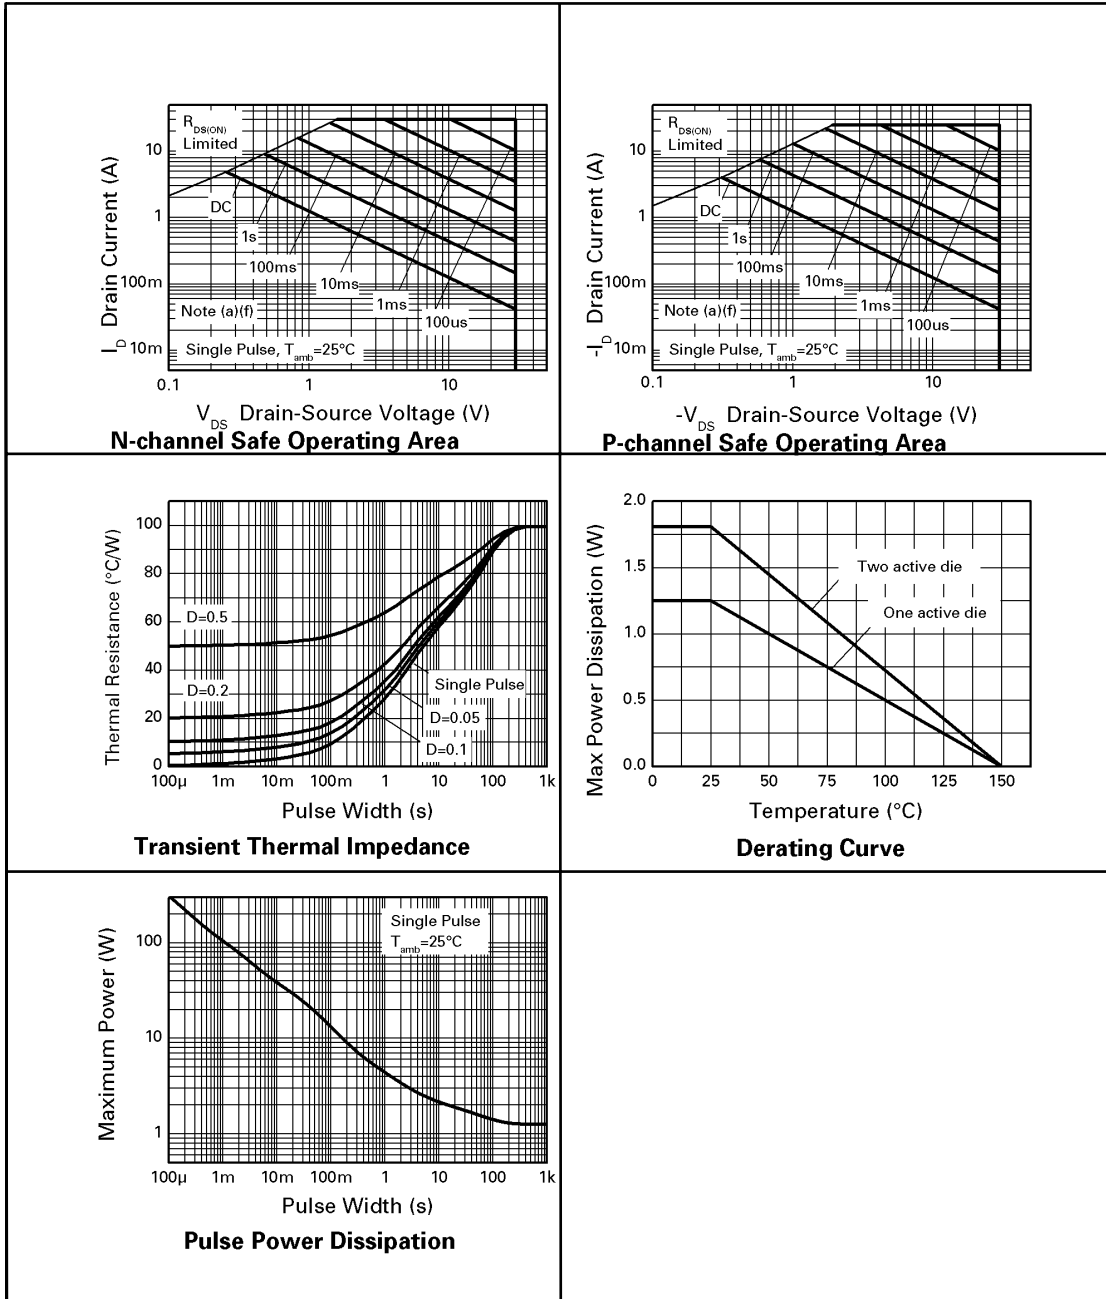 R DS(ON)
Limited
10
1
100m
10m
DC
1s
100ms
10ms
1ms
100us
Note (a)(f)
Single Pulse, Tamb=25°C
0.1
1
10
ID Drain Current (A)
VDS Drain-Source Voltage (V)
N-channel Safe Operating Area
RDS(ON)
Limited
10
1
100m
10m
DC
1s
100ms
10ms
1ms
100us
Note (a)(f)
Single Pulse, Tamb=25°C
0.1
1
10
-ID Drain Current (A)
-VDS Drain-Source Voltage (V)
P-channel Safe Operating Area
100
80
60
40
20
0
D=0.5
D=0.2
Single Pulse
D=0.05
D=0.1
100µ 1m 10m 100m 1 10 100 1k
Thermal Resistance (°C/W)
Pulse Width (s)
Transient Thermal Impedance
2.0
1.5
1.0
0.5
0.0
Two active die
One active die
0 25 50 75 100 125 150
Max Power Dissipation (W)
Temperature (°C)
Derating Curve
Single Pulse
Tamb=25°C
100
10
1
100µ 1m 10m 100m 1 10 100 1k
Maximum Power (W)
Pulse Width (s)
Pulse Power Dissipation